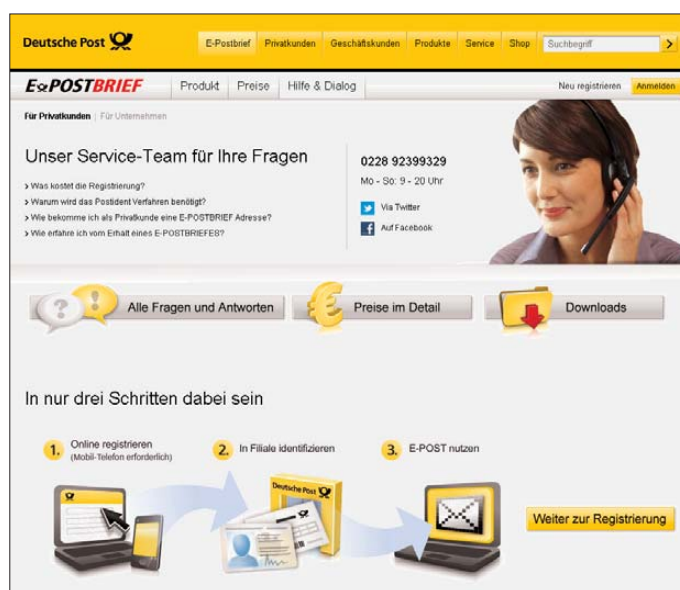 Deutsche Post
E-Postbrief Privatkunden Geschäftskunden Produkte Service Shop Suchbegriff
E-POSTBRIEF Produkt Preise Hilfe & Dialog Neu registrieren Anmelden
Für Privatkunden | Für Unternehmen
Unser Service-Team für Ihre Fragen
› Was kostet die Registrierung?
› Warum wird das Postident Verfahren benötigt?
› Wie bekomme ich als Privatkunde eine E-POSTBRIEF Adresse?
› Wie erfahre ich vom Erhalt eines E-POSTBRIEFES?
0228 92399329
Mo - So: 9 - 20 Uhr
Via Twitter
Auf Facebook
Alle Fragen und Antworten
Preise im Detail
Downloads
In nur drei Schritten dabei sein
1. Online registrieren
(Mobil-Telefon erforderlich)
2. In Filiale identifizieren
3. E-POST nutzen
Deutsche Post
Weiter zur Registrierung